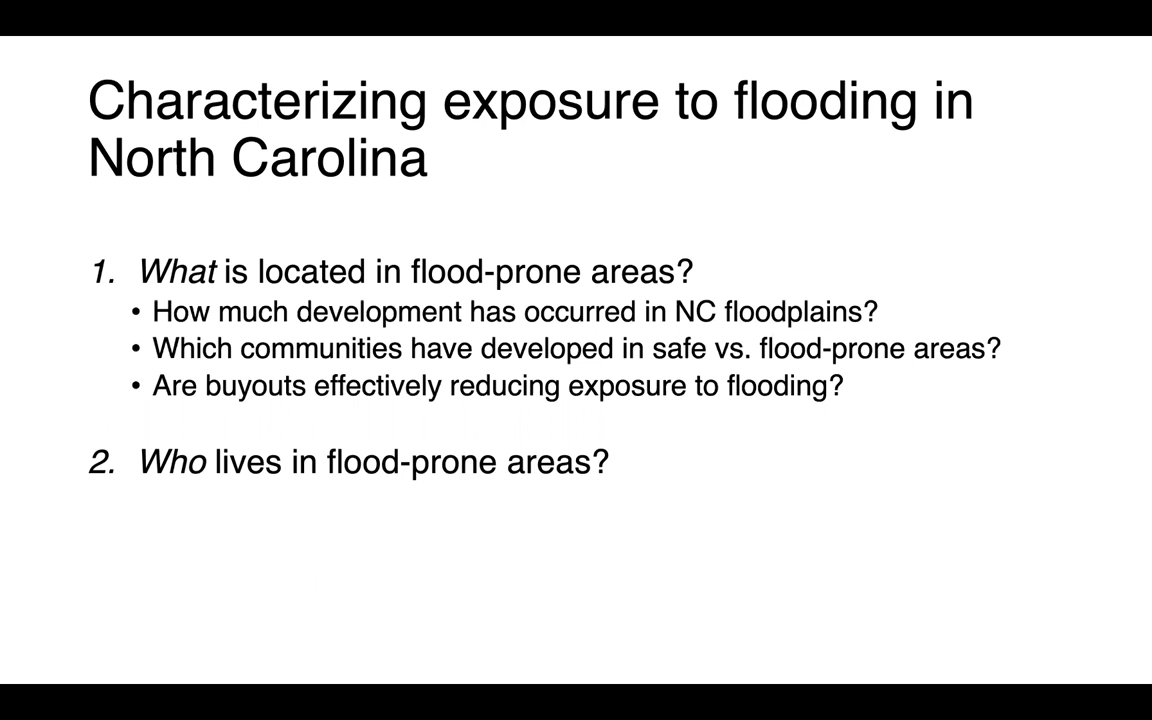 Characterizing exposure to flooding in
North Carolina
1. What is located in flood-prone areas?
• How much development has occurred in NC floodplains?
• Which communities have developed in safe vs. flood-prone areas?
• Are buyouts effectively reducing exposure to flooding?
2. Who lives in flood-prone areas?